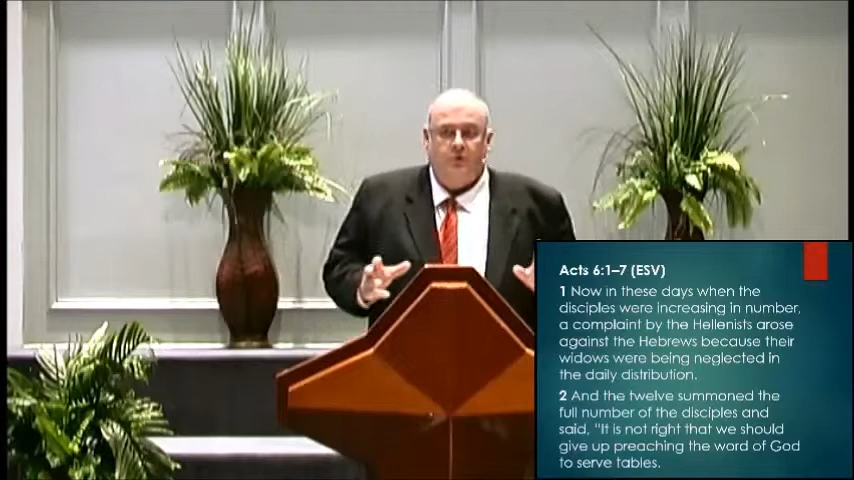 Acts 6:1–7 (ESV)
1 Now in these days when the
disciples were increasing in number,
a complaint by the Hellenists arose
against the Hebrews because their
widows were being neglected in
the daily distribution.
2 And the twelve summoned the
full number of the disciples and
said, “It is not right that we should
give up preaching the word of God
to serve tables.